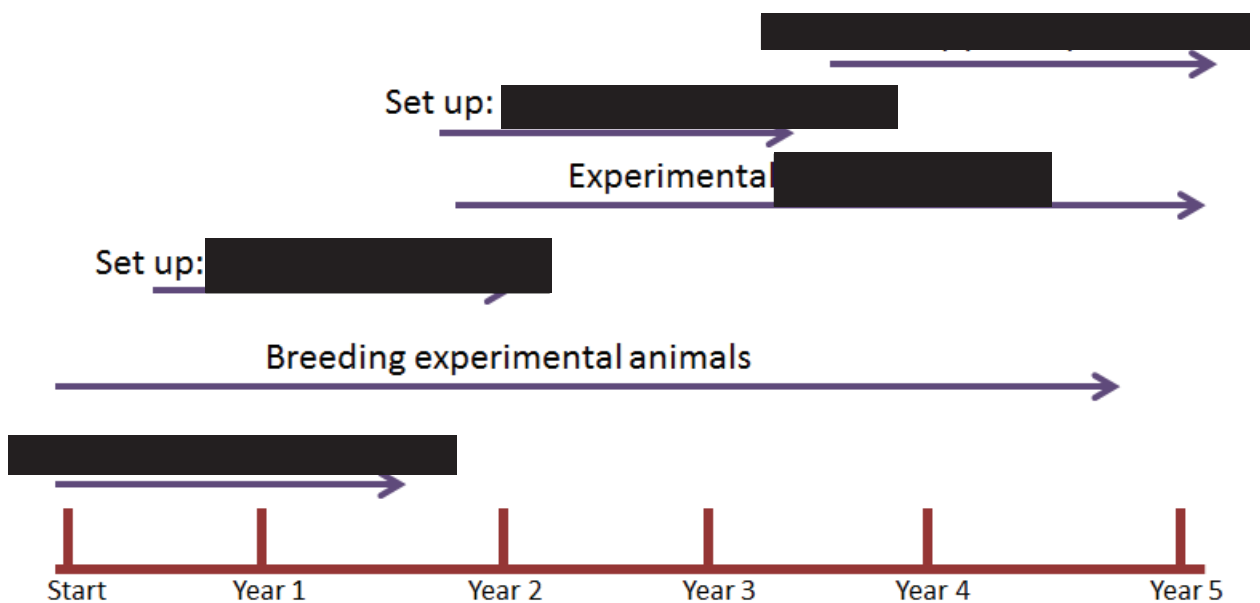 Set up:
Experimental
Set up:
Breeding experimental animals
Start Year 1 Year 2 Year 3 Year 4 Year 5